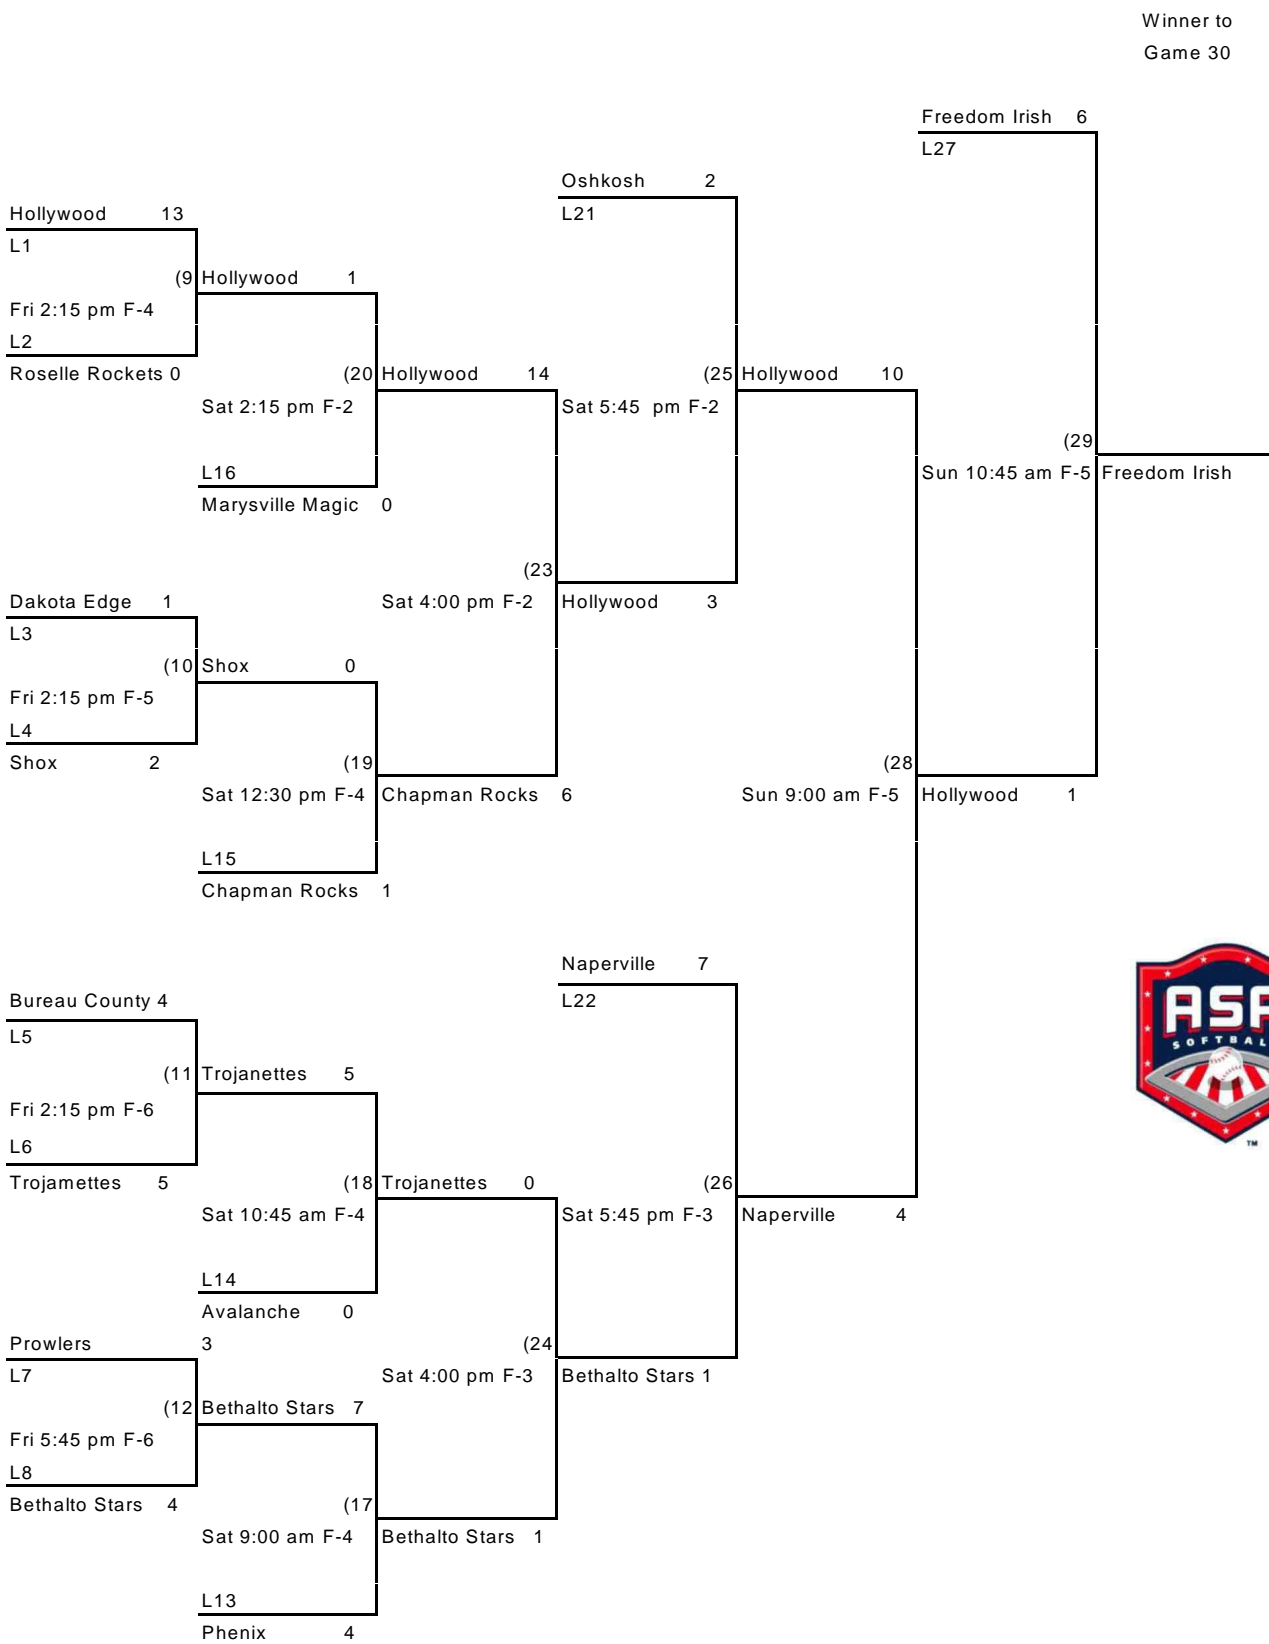 Winner to
Game 30
Freedom Irish 6
L27
Oshkosh 2
L21
Hollywood 13
L1
(9 Hollywood 1
Fri 2:15 pm F-4
L2
Roselle Rockets 0
(20 Hollywood 14
(25 Hollywood 10
Sat 2:15 pm F-2
Sat 5:45 pm F-2
(29
L16
Sun 10:45 am F-5 Freedom Irish
Marysville Magic 0
(23
Dakota Edge 1
Sat 4:00 pm F-2 Hollywood 3
L3
(10 Shox 0
Fri 2:15 pm F-5
L4
Shox 2
(19
(28
Sat 12:30 pm F-4 Chapman Rocks 6
Sun 9:00 am F-5 Hollywood 1
L15
Chapman Rocks 1
Naperville 7
Bureau County 4
L22
L5
(11 Trojanettes 5
Fri 2:15 pm F-6
L6
Trojamettes 5
(18 Trojanettes 0
(26
Sat 10:45 am F-4
Sat 5:45 pm F-3 Naperville 4
L14
Avalanche 0
Prowlers 3
(24
L7
Sat 4:00 pm F-3 Bethalto Stars 1
(12 Bethalto Stars 7
Fri 5:45 pm F-6
L8
Bethalto Stars 4
(17
Sat 9:00 am F-4 Bethalto Stars 1
L13
Phenix 4
ASA
SOFTBAL
TM